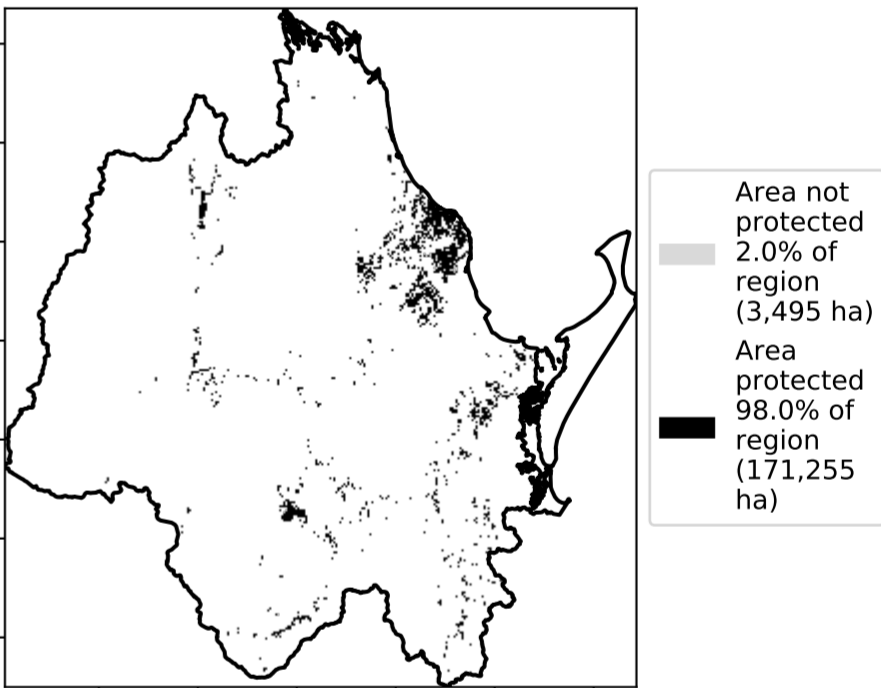 Area not
protected
2.0% of
region
(3,495 ha)
Area
protected
98.0% of
region
(171,255
ha)